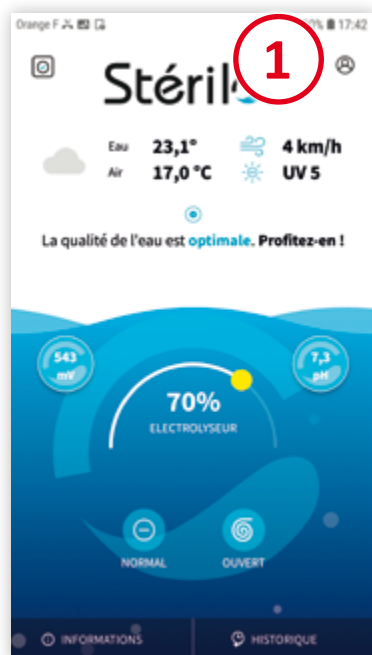 Orange F % 17:42
1
Stéril
Eau 23,1° 4 km/h
Air 17,0 °C UV 5
La qualité de l'eau est optimale. Profitez-en !
543 mV
7,3 pH
70%
ELECTROLYSEUR
NORMAL OUVERT
INFORMATIONS HISTORIQUE